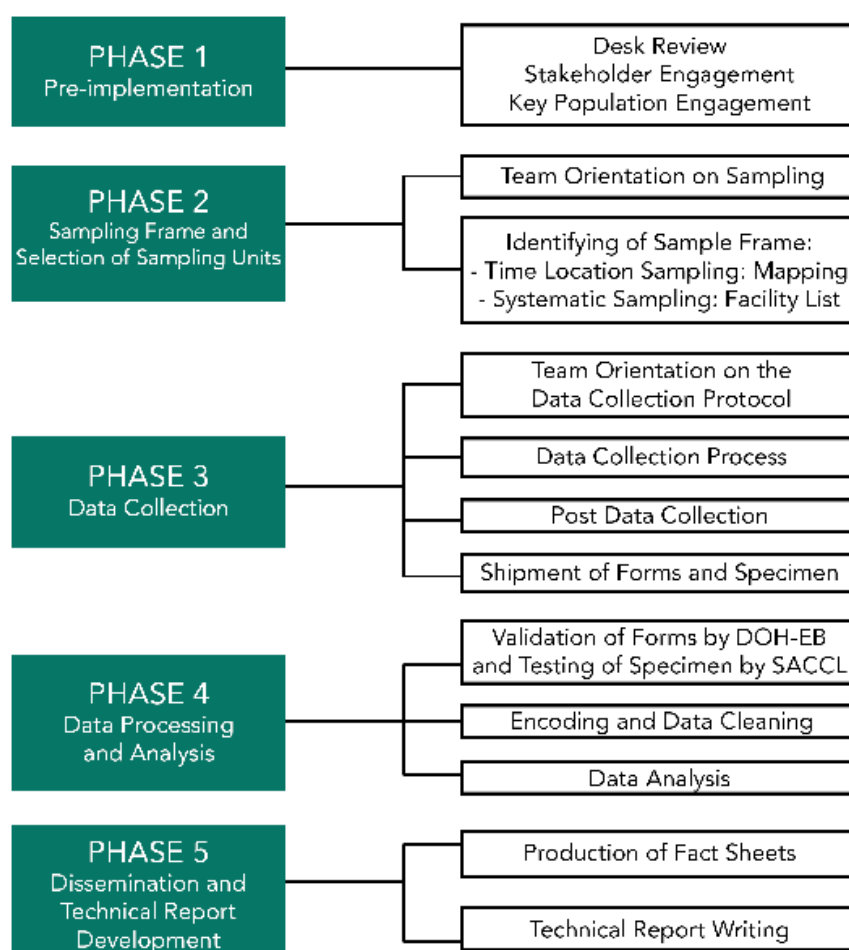 PHASE 1
Pre-implementation
Desk Review
Stakeholder Engagement
Key Population Engagement
PHASE 2
Sampling Frame and
Selection of Sampling Units
Team Orientation on Sampling
Identifying of Sample Frame:
- Time Location Sampling: Mapping
- Systematic Sampling: Facility List
PHASE 3
Data Collection
Team Orientation on the
Data Collection Protocol
Data Collection Process
Post Data Collection
Shipment of Forms and Specimen
PHASE 4
Data Processing
and Analysis
Validation of Forms by DOH-EB
and Testing of Specimen by SACCL
Encoding and Data Cleaning
Data Analysis
PHASE 5
Dissemination and
Technical Report
Development
Production of Fact Sheets
Technical Report Writing